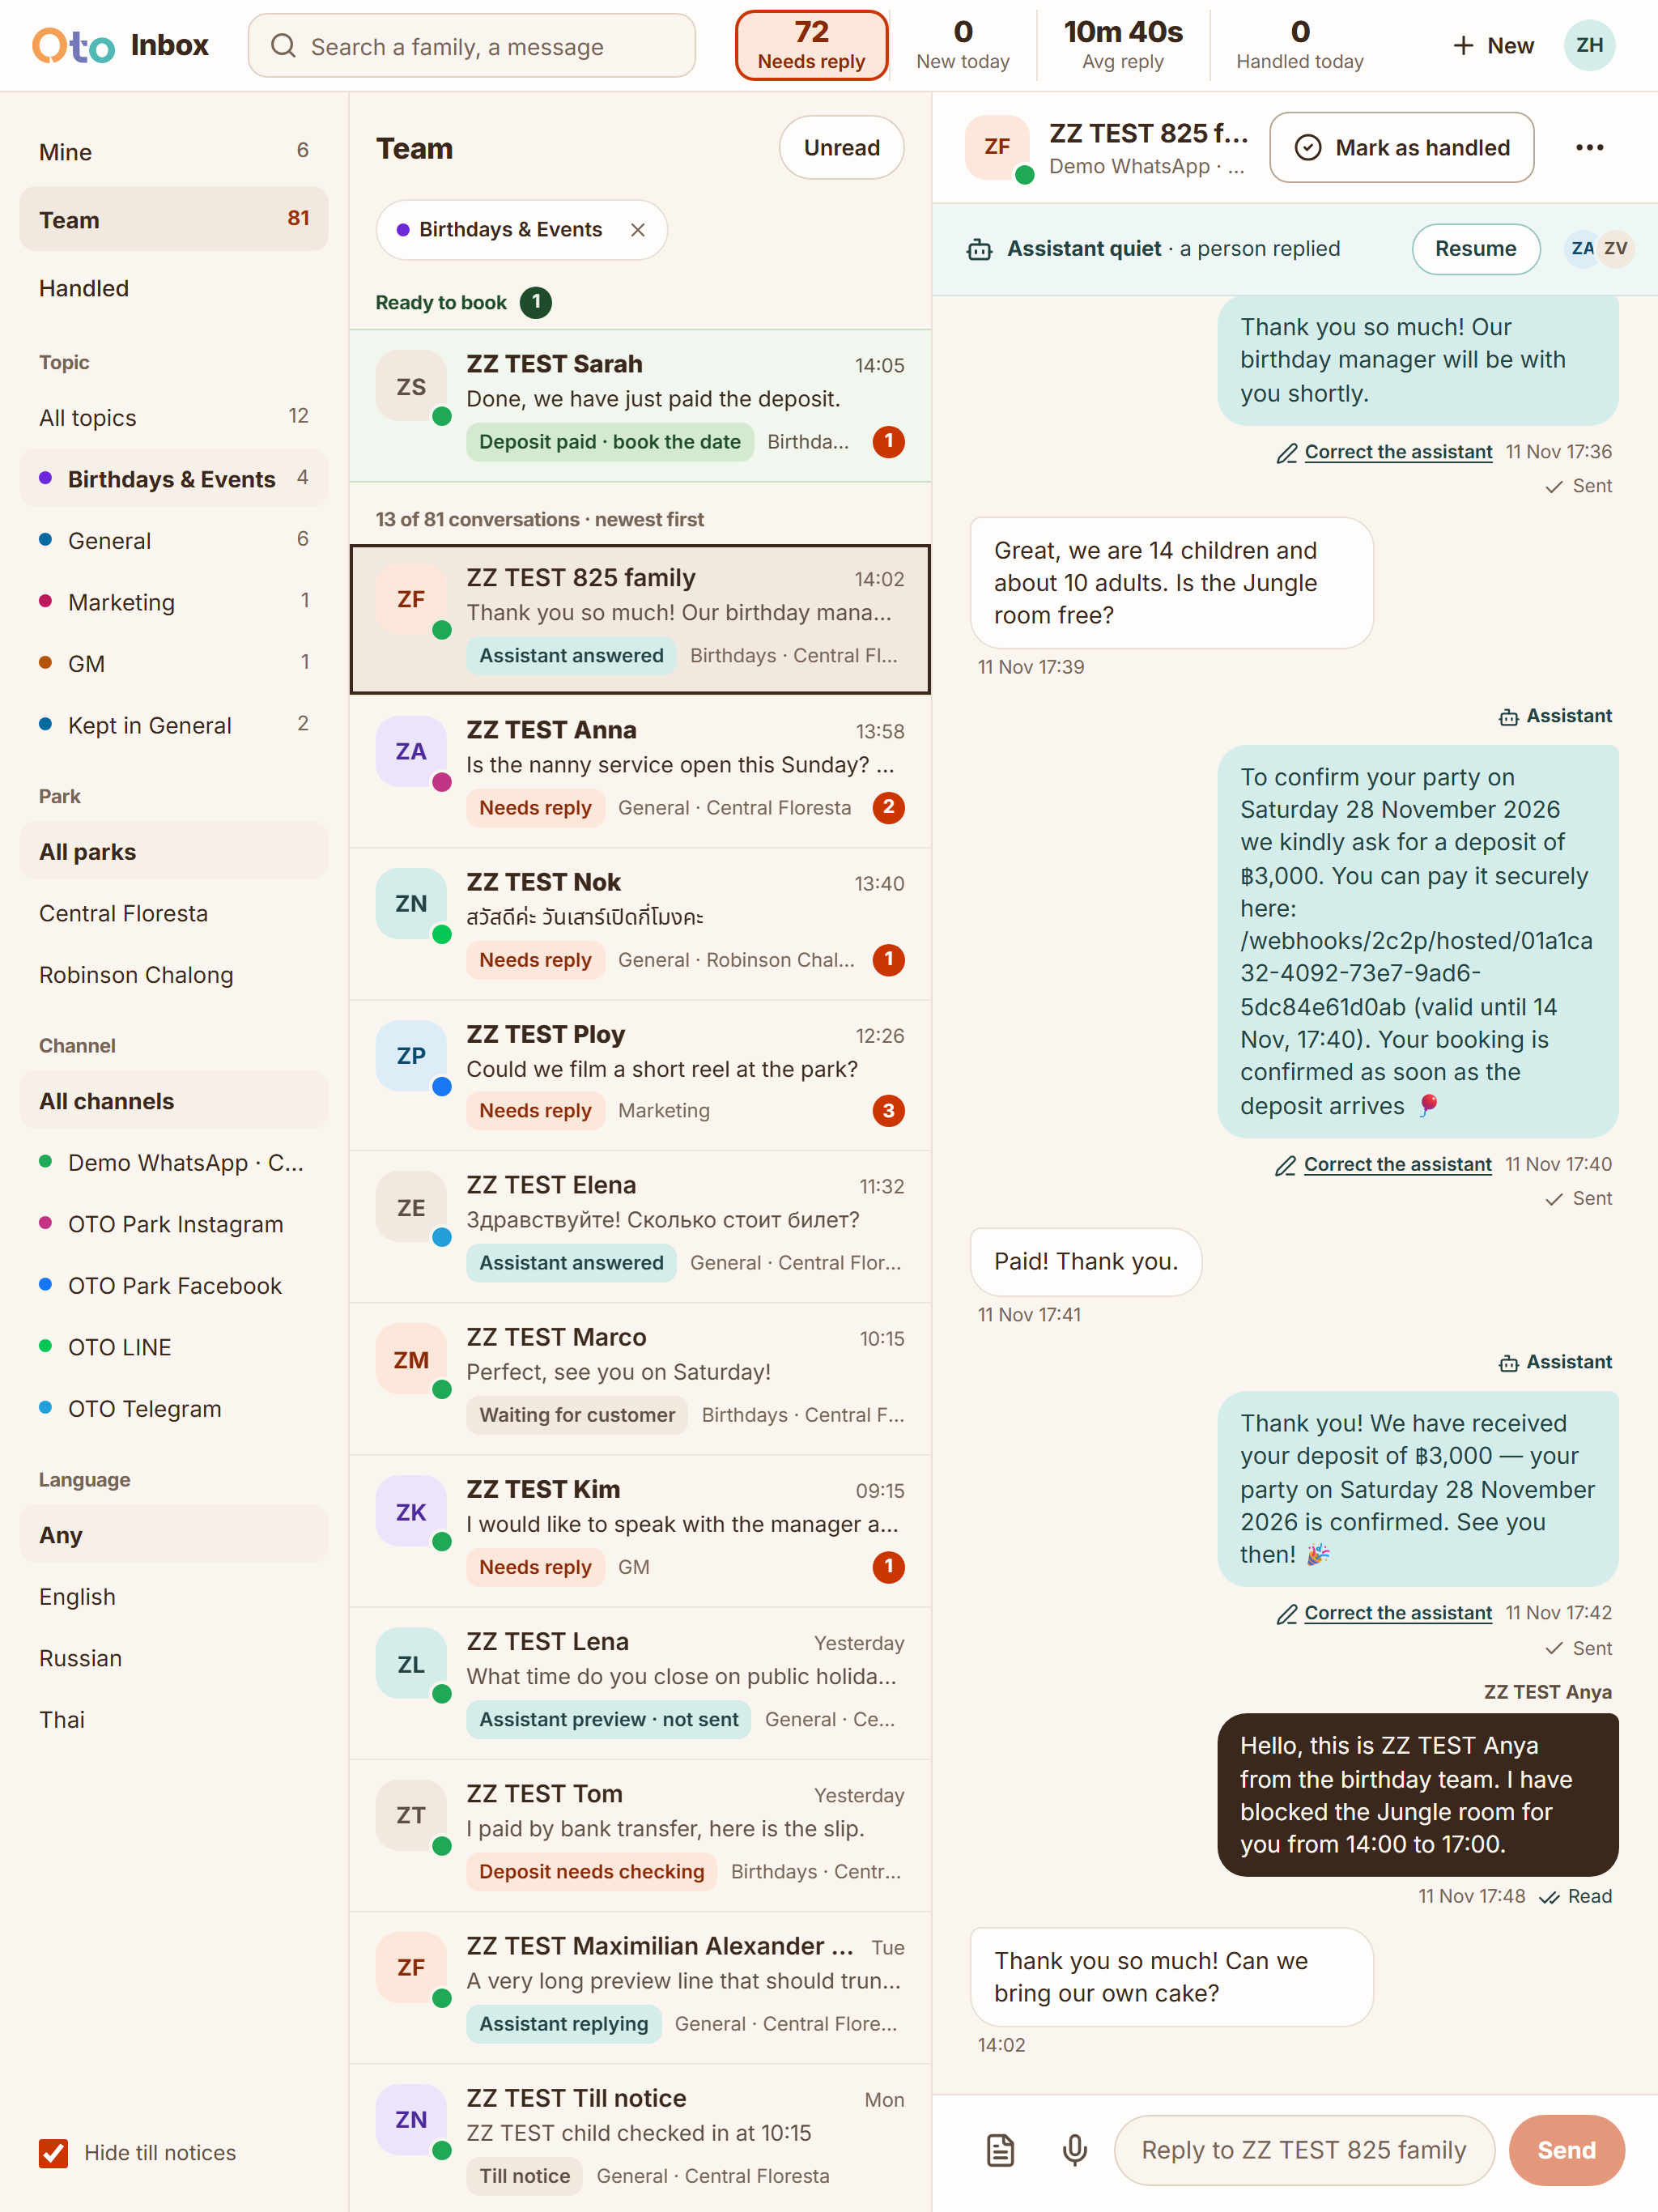 Oto Inbox
Search a family, a message
72
Needs reply
0
New today
10m 40s
Avg reply
0
Handled today
New
ZH
Mine 6
Team 81
Handled
Topic
All topics 12
Birthdays & Events 4
General 6
Marketing 1
GM 1
Kept in General 2
Park
All parks
Central Floresta
Robinson Chalong
Channel
All channels
Demo WhatsApp · C...
OTO Park Instagram
OTO Park Facebook
OTO LINE
OTO Telegram
Language
Any
English
Russian
Thai
Hide till notices
Team
Unread
Birthdays & Events
Ready to book 1
ZS
ZZ TEST Sarah 14:05
Done, we have just paid the deposit.
Deposit paid · book the date Birthda... 1
13 of 81 conversations · newest first
ZF
ZZ TEST 825 family 14:02
Thank you so much! Our birthday mana...
Assistant answered Birthdays · Central Fl...
ZA
ZZ TEST Anna 13:58
Is the nanny service open this Sunday? ...
Needs reply General · Central Floresta 2
ZN
ZZ TEST Nok 13:40
สวัสดีค่ะ วันเสาร์เปิดกี่โมงคะ
Needs reply General · Robinson Chal... 1
ZP
ZZ TEST Ploy 12:26
Could we film a short reel at the park?
Needs reply Marketing 3
ZE
ZZ TEST Elena 11:32
Здравствуйте! Сколько стоит билет?
Assistant answered General · Central Flor...
ZM
ZZ TEST Marco 10:15
Perfect, see you on Saturday!
Waiting for customer Birthdays · Central F...
ZK
ZZ TEST Kim 09:15
I would like to speak with the manager a...
Needs reply GM 1
ZL
ZZ TEST Lena Yesterday
What time do you close on public holida...
Assistant preview · not sent General · Ce...
ZT
ZZ TEST Tom Yesterday
I paid by bank transfer, here is the slip.
Deposit needs checking Birthdays · Centr...
ZF
ZZ TEST Maximilian Alexander ... Tue
A very long preview line that should trun...
Assistant replying General · Central Flore...
ZN
ZZ TEST Till notice Mon
ZZ TEST child checked in at 10:15
Till notice General · Central Floresta
ZF
ZZ TEST 825 f...
Demo WhatsApp · ...
Mark as handled
Assistant quiet · a person replied
Resume
ZA ZV
Thank you so much! Our
birthday manager will be with
you shortly.
Correct the assistant 11 Nov 17:36
Sent
Great, we are 14 children and
about 10 adults. Is the Jungle
room free?
11 Nov 17:39
Assistant
To confirm your party on
Saturday 28 November 2026
we kindly ask for a deposit of
฿3,000. You can pay it securely
here:
/webhooks/2c2p/hosted/01a1ca
32-4092-73e7-9ad6-
5dc84e61d0ab (valid until 14
Nov, 17:40). Your booking is
confirmed as soon as the
deposit arrives 🎈
Correct the assistant 11 Nov 17:40
Sent
Paid! Thank you.
11 Nov 17:41
Assistant
Thank you! We have received
your deposit of ฿3,000 — your
party on Saturday 28 November
2026 is confirmed. See you
then! 🎉
Correct the assistant 11 Nov 17:42
Sent
ZZ TEST Anya
Hello, this is ZZ TEST Anya
from the birthday team. I have
blocked the Jungle room for
you from 14:00 to 17:00.
11 Nov 17:48 Read
Thank you so much! Can we
bring our own cake?
14:02
Reply to ZZ TEST 825 family
Send